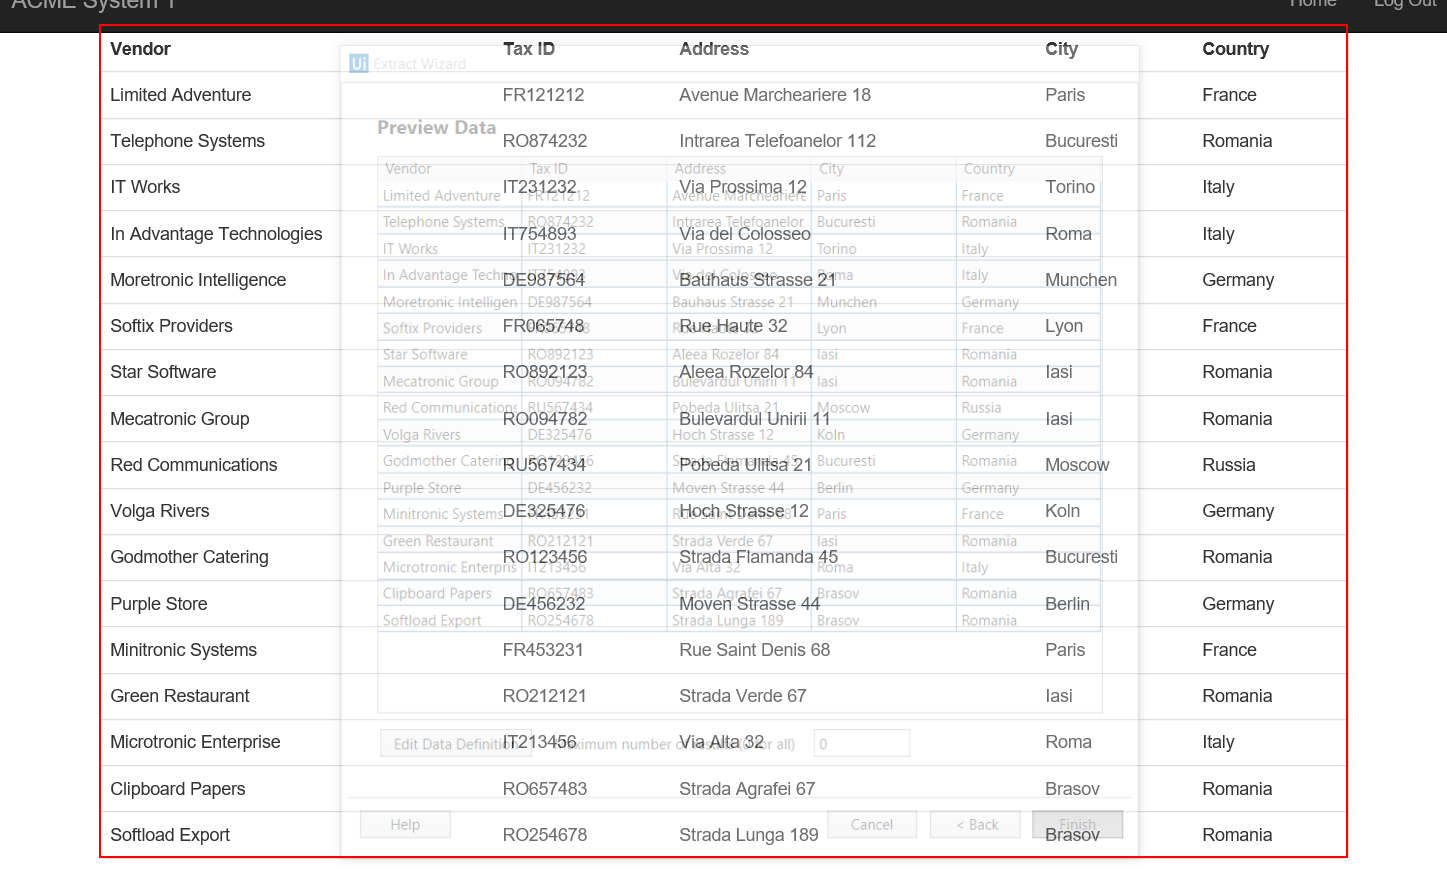 ACME System 1 Home Log Out
Vendor Tax ID Address City Country
Limited Adventure FR121212 Avenue Marcheariere 18 Paris France
Telephone Systems RO874232 Intrarea Telefoanelor 112 Bucuresti Romania
IT Works IT231232 Via Prossima 12 Torino Italy
In Advantage Technologies IT754893 Via del Colosseo Roma Italy
Moretronic Intelligence DE987564 Bauhaus Strasse 21 Munchen Germany
Softix Providers FR065748 Rue Haute 32 Lyon France
Star Software RO892123 Aleea Rozelor 84 Iasi Romania
Mecatronic Group RO094782 Bulevardul Unirii 11 Iasi Romania
Red Communications RU567434 Pobeda Ulitsa 21 Moscow Russia
Volga Rivers DE325476 Hoch Strasse 12 Koln Germany
Godmother Catering RO123456 Strada Flamanda 45 Bucuresti Romania
Purple Store DE456232 Moven Strasse 44 Berlin Germany
Minitronic Systems FR453231 Rue Saint Denis 68 Paris France
Green Restaurant RO212121 Strada Verde 67 Iasi Romania
Microtronic Enterprise IT213456 Via Alta 32 Roma Italy
Clipboard Papers RO657483 Strada Agrafei 67 Brasov Romania
Softload Export RO254678 Strada Lunga 189 Brasov Romania
Ui Extract Wizard
Preview Data
Vendor Tax ID Address City Country
Limited Adventure FR121212 Avenue Marcheariere Paris France
Telephone Systems RO874232 Intrarea Telefoanelor Bucuresti Romania
IT Works IT231232 Via Prossima 12 Torino Italy
In Advantage Techno IT754893 Via del Colosseo Roma Italy
Moretronic Intelligen DE987564 Bauhaus Strasse 21 Munchen Germany
Softix Providers Lyon France
Star Software RO892123 Aleea Rozelor 84 Iasi Romania
Mecatronic Group RO094782 Bulevardul Unirii 11 Iasi Romania
Red Communications RU567434 Pobeda Ulitsa 21 Moscow Russia
Volga Rivers DE325476 Hoch Strasse 12 Koln Germany
Godmother Caterin RO123456 Strada Flamanda 45 Bucuresti Romania
Purple Store DE456232 Moven Strasse 44 Berlin Germany
Minitronic Systems Rue Saint Denis 68 Paris France
Green Restaurant RO212121 Strada Verde 67 Iasi Romania
Microtronic Enterpris IT213456 Via Alta 32 Roma Italy
Clipboard Papers RO657483 Strada Agrafei 67 Brasov Romania
Softload Export RO254678 Strada Lunga 189 Brasov Romania
Edit Data Definition Maximum number of results (0 for all) 0
Help Cancel < Back Finish